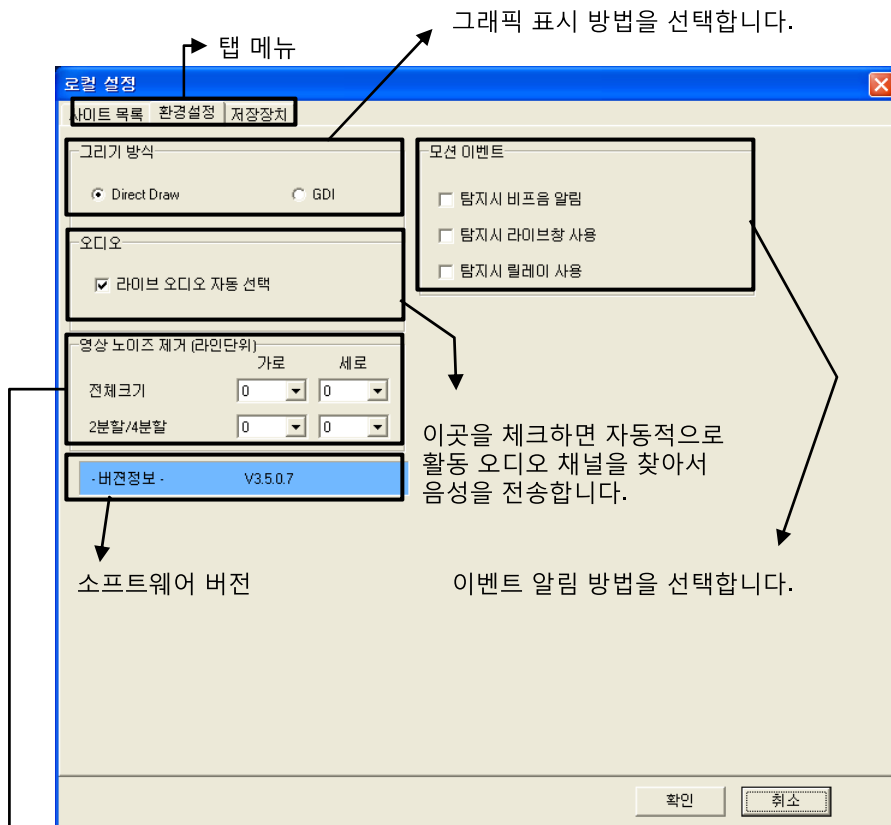 그래픽 표시 방법을 선택합니다.
탭 메뉴
로컬 설정
사이트 목록 환경설정 저장장치
그리기 방식
Direct Draw GDI
모션 이벤트
탐지시 비프음 알림
탐지시 라이브창 사용
탐지시 릴레이 사용
오디오
라이브 오디오 자동 선택
영상 노이즈 제거 (라인단위)
가로 세로
전체크기 0 0
2분할/4분할 0 0
이곳을 체크하면 자동적으로
활동 오디오 채널을 찾아서
음성을 전송합니다.
- 버젼정보 - V3.5.0.7
소프트웨어 버전
이벤트 알림 방법을 선택합니다.
확인 취소